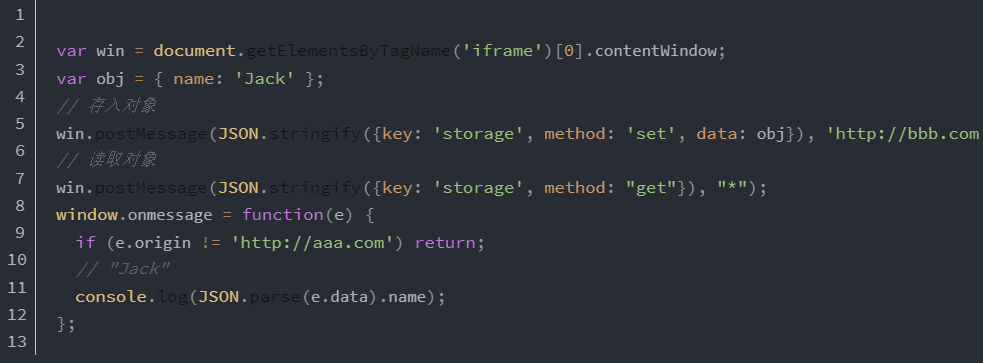 1
2 var win = document.getElementsByTagName('iframe')[0].contentWindow;
3 var obj = { name: 'Jack' };
4 // 存入对象
5 win.postMessage(JSON.stringify({key: 'storage', method: 'set', data: obj}), 'http://bbb.com
6 // 读取对象
7 win.postMessage(JSON.stringify({key: 'storage', method: "get"}), "*");
8 window.onmessage = function(e) {
9   if (e.origin != 'http://aaa.com') return;
10   // "Jack"
11   console.log(JSON.parse(e.data).name);
12 };
13